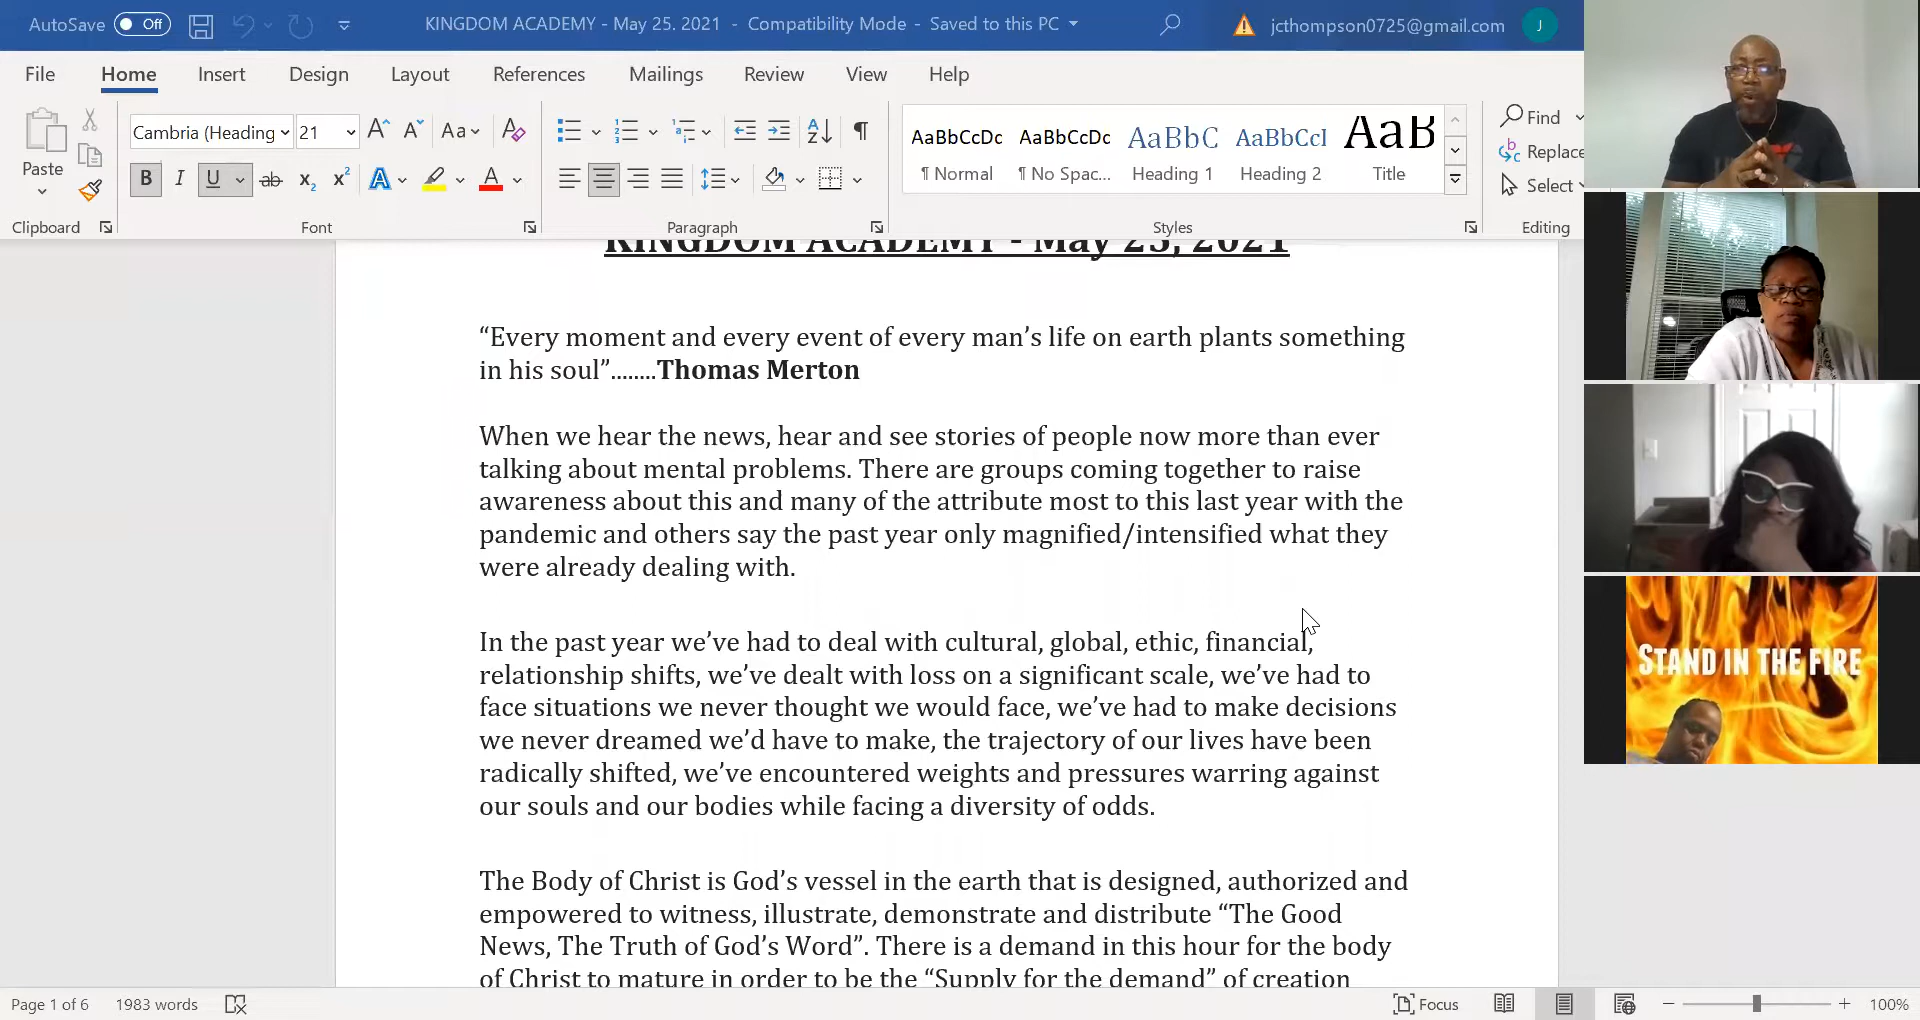 AutoSave Off KINGDOM ACADEMY - May 25. 2021 - Compatibility Mode - Saved to this PC jcthompson0725@gmail.com J
File Home Insert Design Layout References Mailings Review View Help
Cambria (Heading 21 Aa
Paste
B I U ab x₂ x² A A
AaBbCcDc AaBbCcDc AaBbC AaBbCcI AaB
¶ Normal ¶ No Spac... Heading 1 Heading 2 Title
Find
Replace
Select
Clipboard Font Paragraph Styles Editing
KINGDOM ACADEMY - May 25, 2021
“Every moment and every event of every man’s life on earth plants something
in his soul”........Thomas Merton
When we hear the news, hear and see stories of people now more than ever
talking about mental problems. There are groups coming together to raise
awareness about this and many of the attribute most to this last year with the
pandemic and others say the past year only magnified/intensified what they
were already dealing with.
In the past year we’ve had to deal with cultural, global, ethic, financial,
relationship shifts, we’ve dealt with loss on a significant scale, we’ve had to
face situations we never thought we would face, we’ve had to make decisions
we never dreamed we’d have to make, the trajectory of our lives have been
radically shifted, we’ve encountered weights and pressures warring against
our souls and our bodies while facing a diversity of odds.
The Body of Christ is God’s vessel in the earth that is designed, authorized and
empowered to witness, illustrate, demonstrate and distribute “The Good
News, The Truth of God’s Word”. There is a demand in this hour for the body
of Christ to mature in order to be the “Supply for the demand” of creation
STAND IN THE FIRE
Page 1 of 6 1983 words Focus 100%